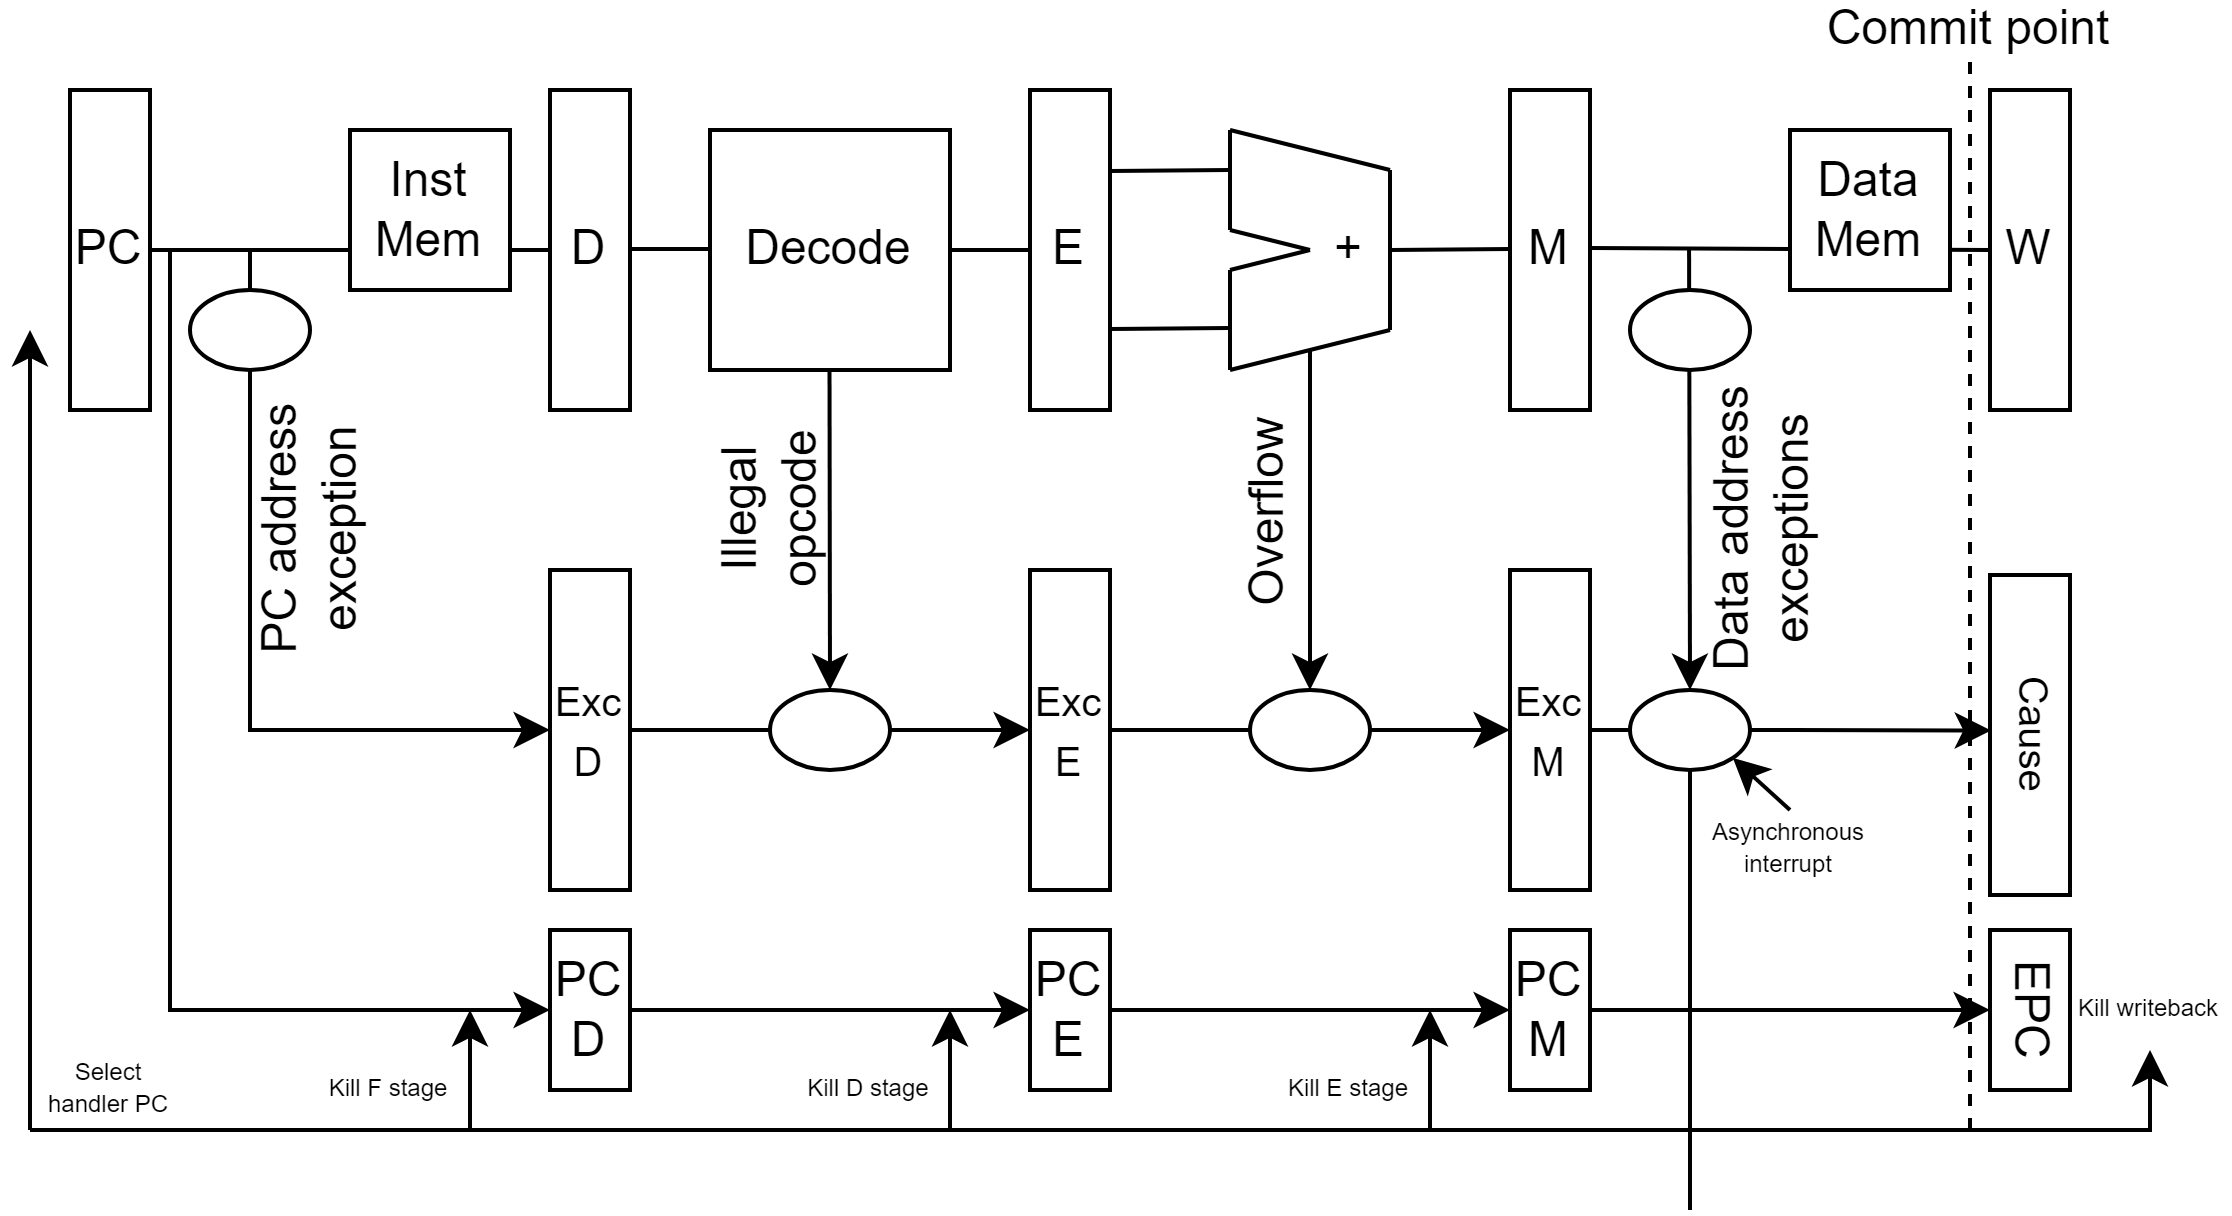 Commit point
PC
Inst
Mem
D
Decode
E
+
M
Data
Mem
W
PC address
exception
Illegal
opcode
Overflow
Data address
exceptions
Exc
D
Exc
E
Exc
M
Cause
Asynchronous
interrupt
PC
D
PC
E
PC
M
EPC
Kill writeback
Select
handler PC
Kill F stage
Kill D stage
Kill E stage